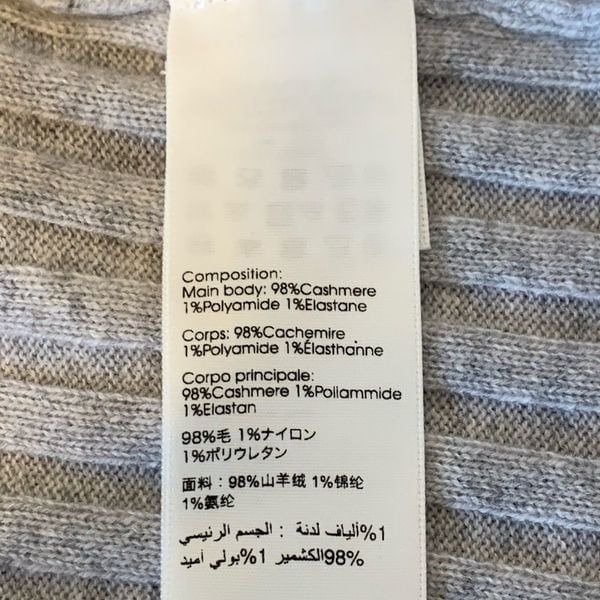 Composition:
Main body: 98%Cashmere
1%Polyamide 1%Elastane
Corps: 98%Cachemire
1%Polyamide 1%Élasthanne
Corpo principale:
98%Cashmere 1%Poliammide
1%Elastan
98%毛 1%ナイロン
1%ポリウレタン
面料：98%山羊绒 1%锦纶
1%氨纶
1%ألياف لدنة : الجسم الرئيسي
98%الكشمير 1%بولي أميد